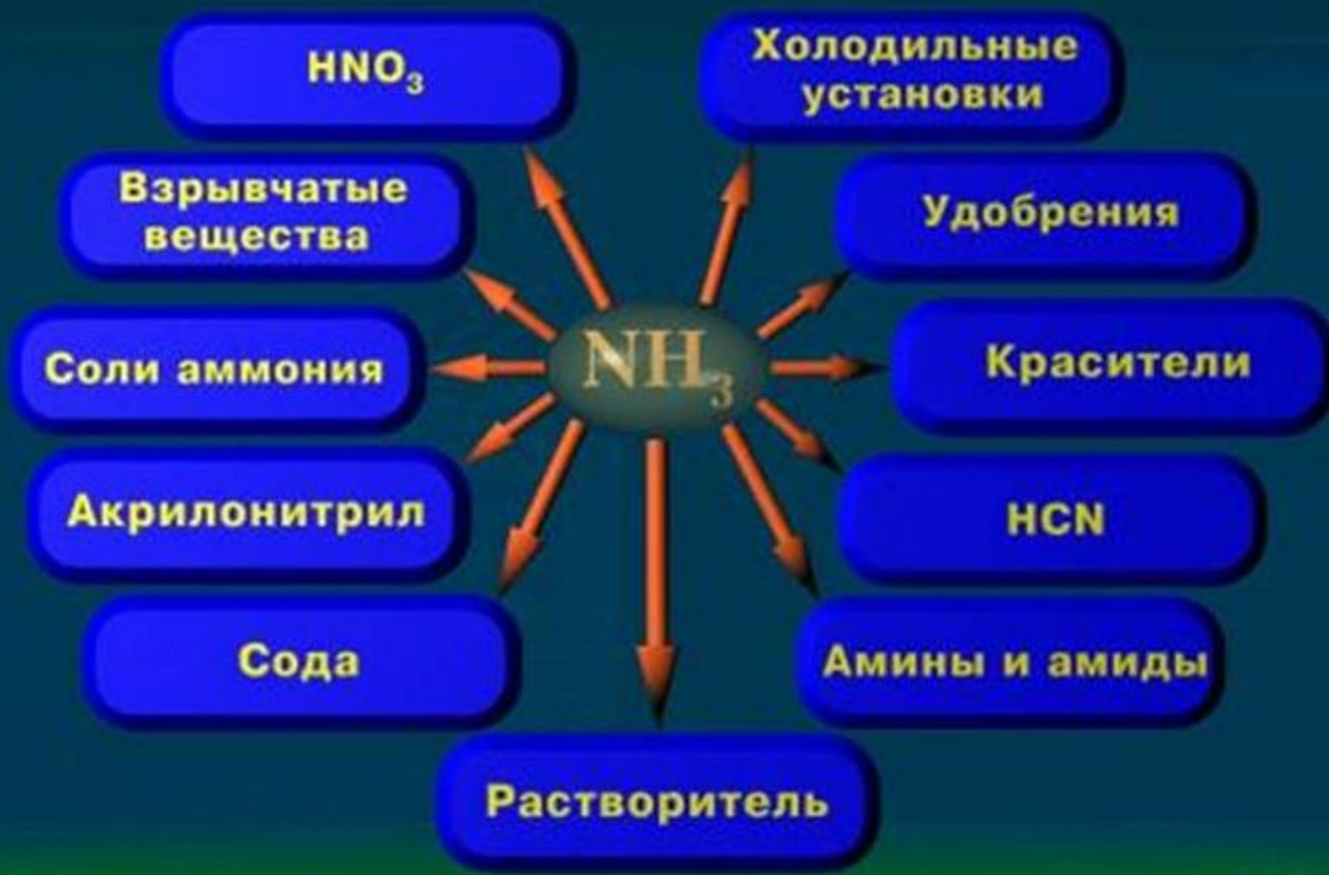 HNO₃
Холодильные
установки
Взрывчатые
вещества
Удобрения
Соли аммония
NH₃
Красители
Акрилонитрил
HCN
Сода
Амины и амиды
Растворитель